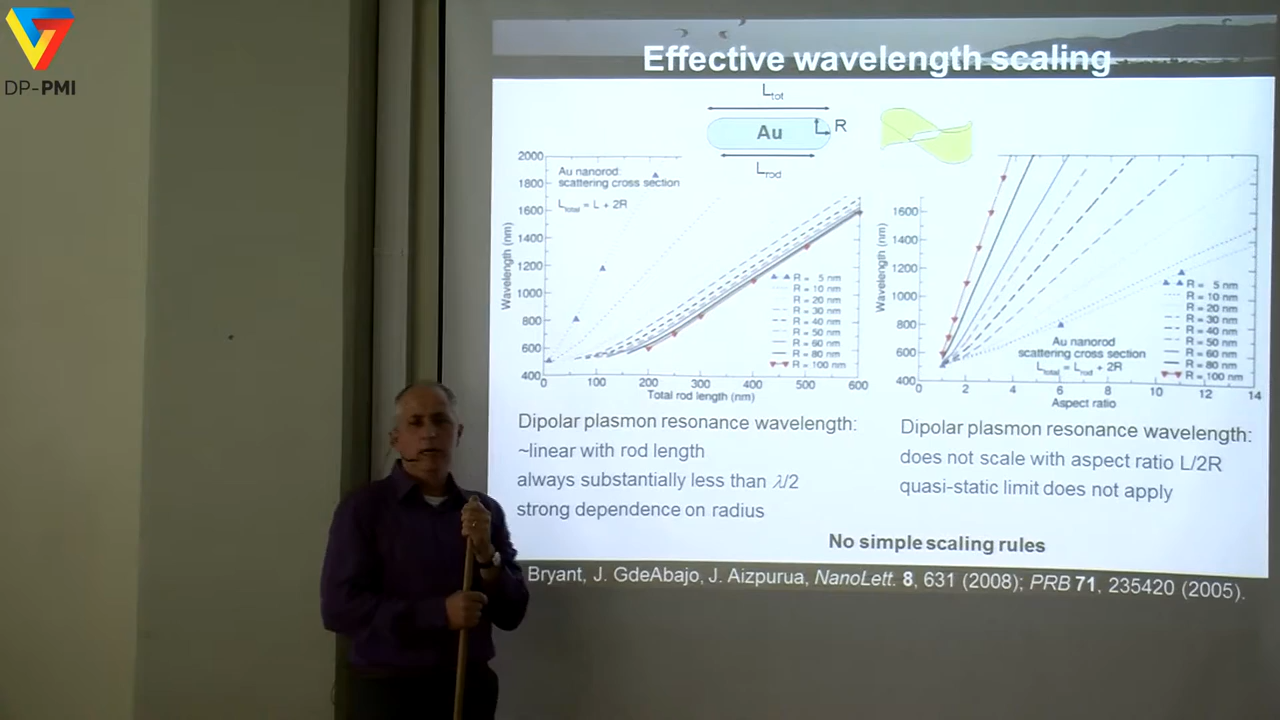 DP-PMI
Effective wavelength scaling
Ltot
Au
R
Lrod
2000
1800
1600
1400
1200
1000
800
600
400
Wavelength (nm)
Au nanorod:
scattering cross section
Ltotal = L + 2R
R = 5 nm
R = 10 nm
R = 20 nm
R = 30 nm
R = 40 nm
R = 50 nm
R = 60 nm
R = 80 nm
R = 100 nm
0 100 200 300 400 500 600
Total rod length (nm)
1600
1400
1200
1000
800
600
400
Wavelength (nm)
R = 5 nm
R = 10 nm
R = 20 nm
R = 30 nm
R = 40 nm
R = 50 nm
R = 60 nm
R = 80 nm
R = 100 nm
Au nanorod
scattering cross section
Ltotal = Lrod + 2R
0 2 4 6 8 10 12 14
Aspect ratio
Dipolar plasmon resonance wavelength:
~linear with rod length
always substantially less than λ/2
strong dependence on radius
Dipolar plasmon resonance wavelength:
does not scale with aspect ratio L/2R
quasi-static limit does not apply
No simple scaling rules
Bryant, J. GdeAbajo, J. Aizpurua, NanoLett. 8, 631 (2008); PRB 71, 235420 (2005).